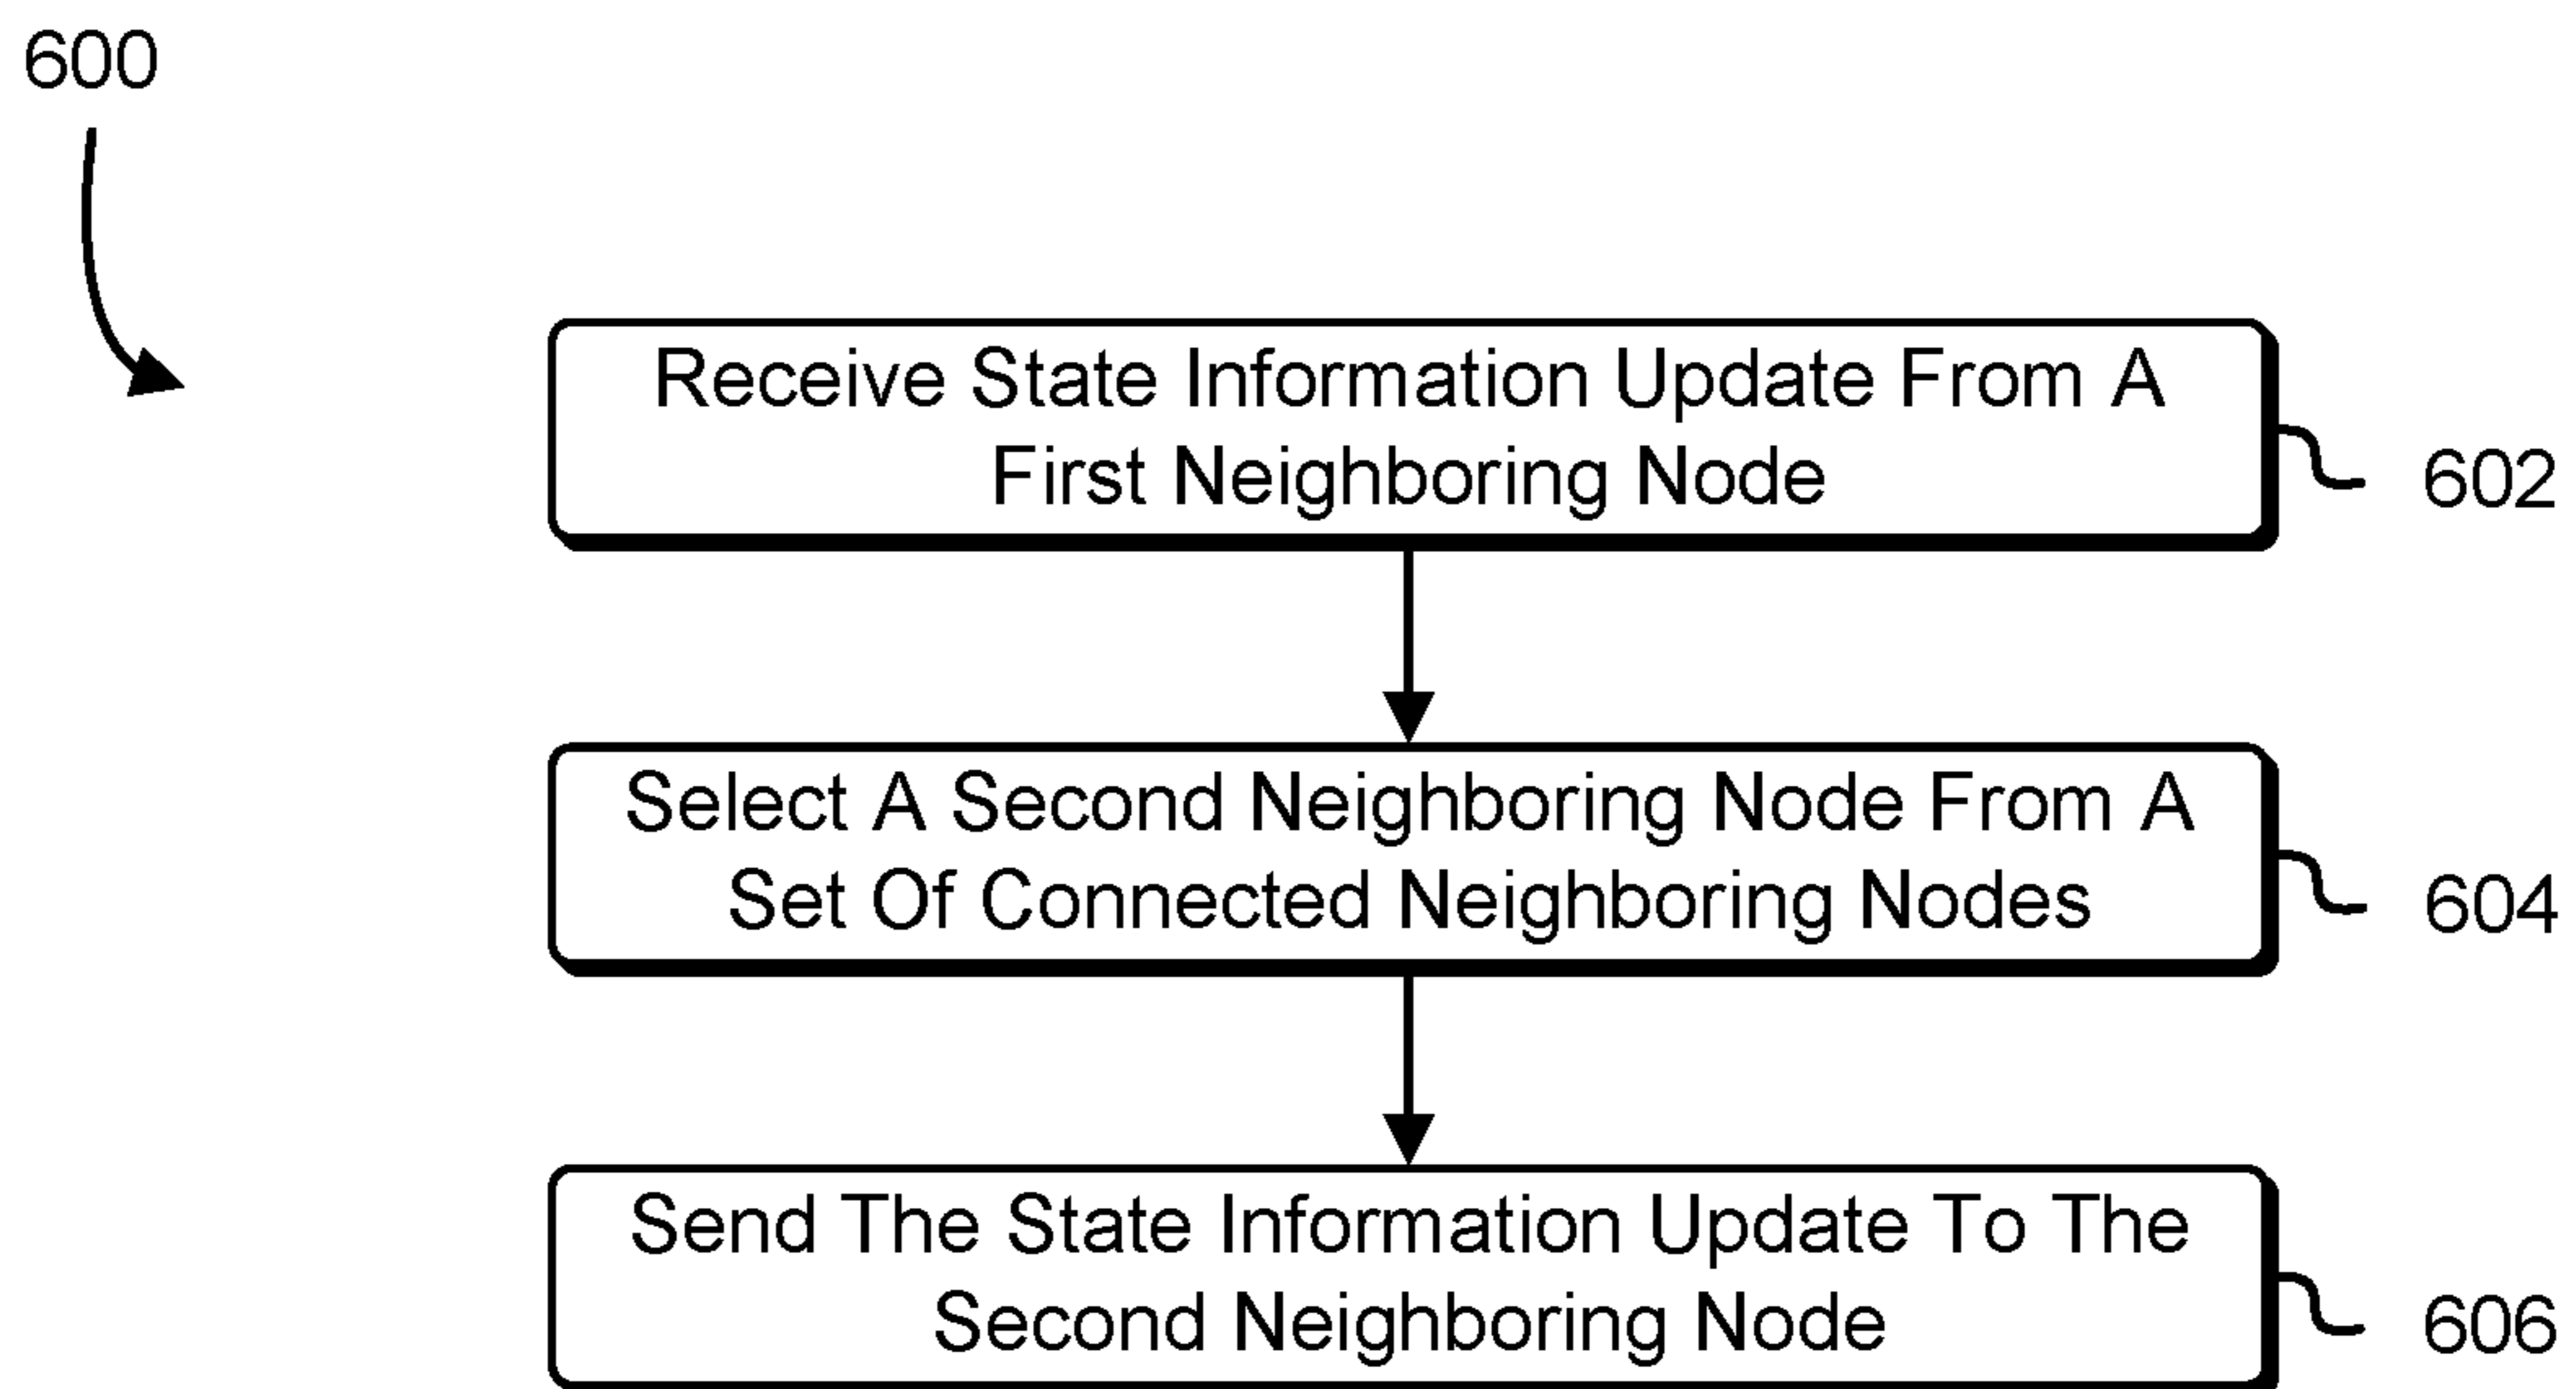 600
Receive State Information Update From A
First Neighboring Node
602
Select A Second Neighboring Node From A
Set Of Connected Neighboring Nodes
604
Send The State Information Update To The
Second Neighboring Node
606